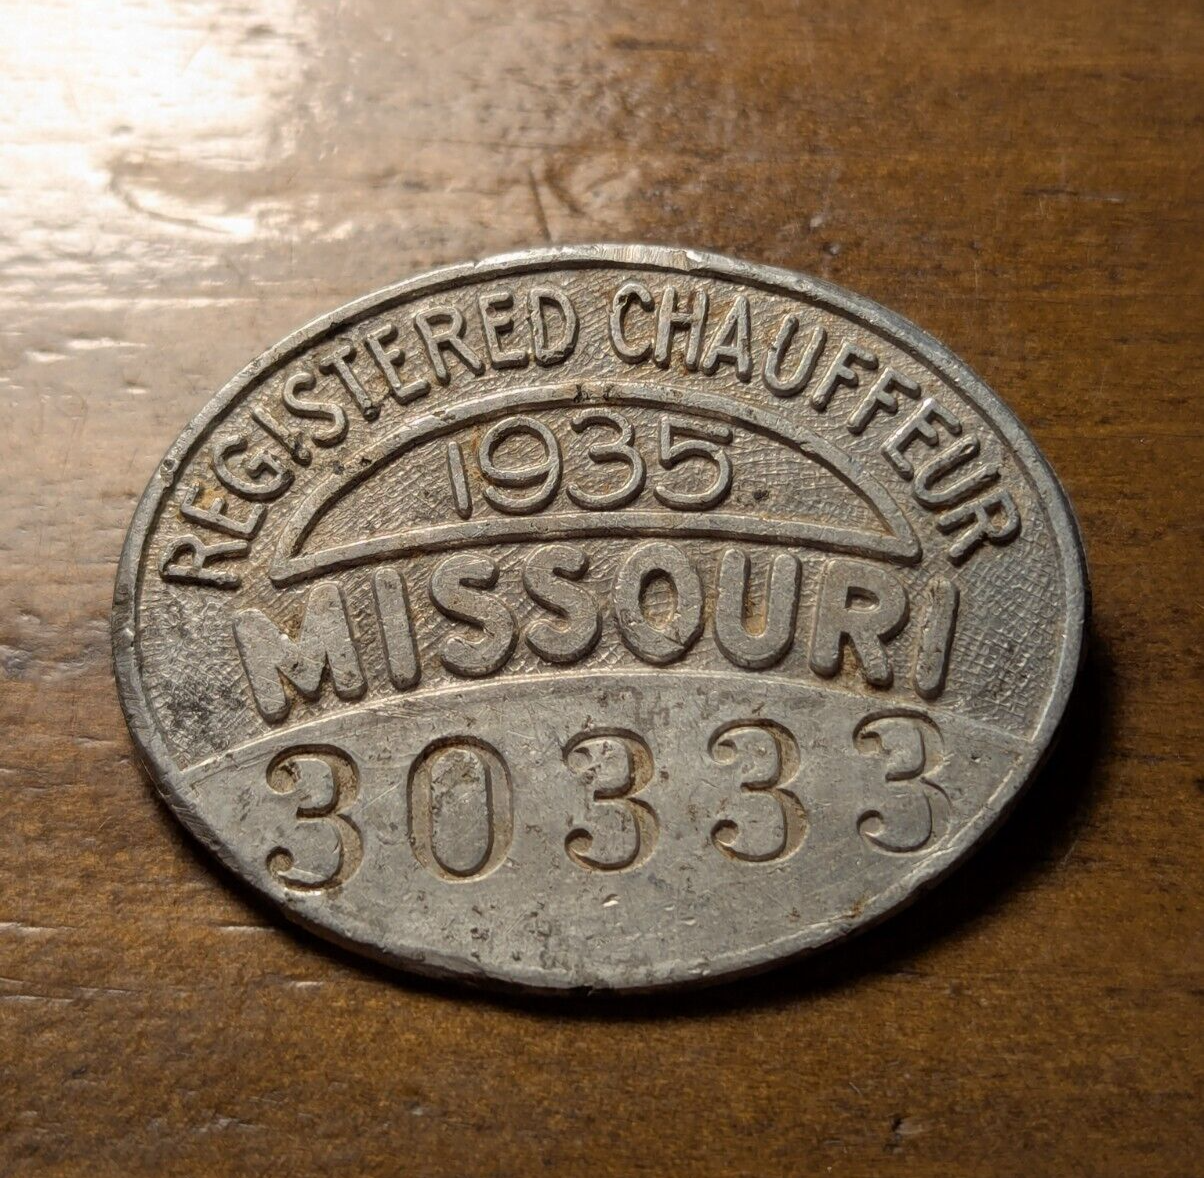 REGISTERED CHAUFFEUR
1935
MISSOURI
30333